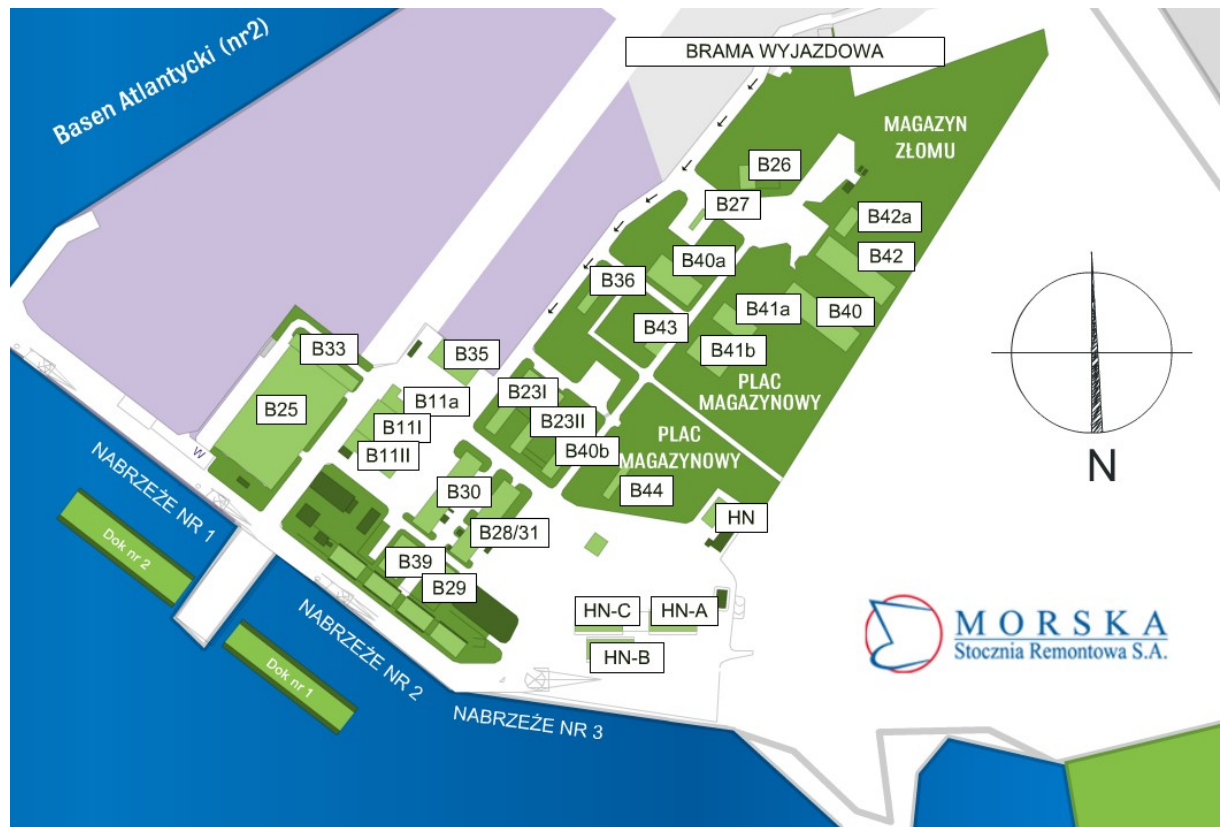 Basen Atlantycki (nr2)
BRAMA WYJAZDOWA
MAGAZYN
ZŁOMU
B26
B27
B42a
B42
B40a
B36
B41a
B40
B43
B41b
B33
B35
PLAC
MAGAZYNOWY
B25
B11a
B23I
B11I
B23II
B11II
B40b
PLAC
MAGAZYNOWY
B44
B30
HN
B28/31
B39
B29
W
NABRZEŻE NR 1
Dok nr 2
NABRZEŻE NR 2
Dok nr 1
HN-C
HN-A
HN-B
NABRZEŻE NR 3
N
MORSKA
Stocznia Remontowa S.A.